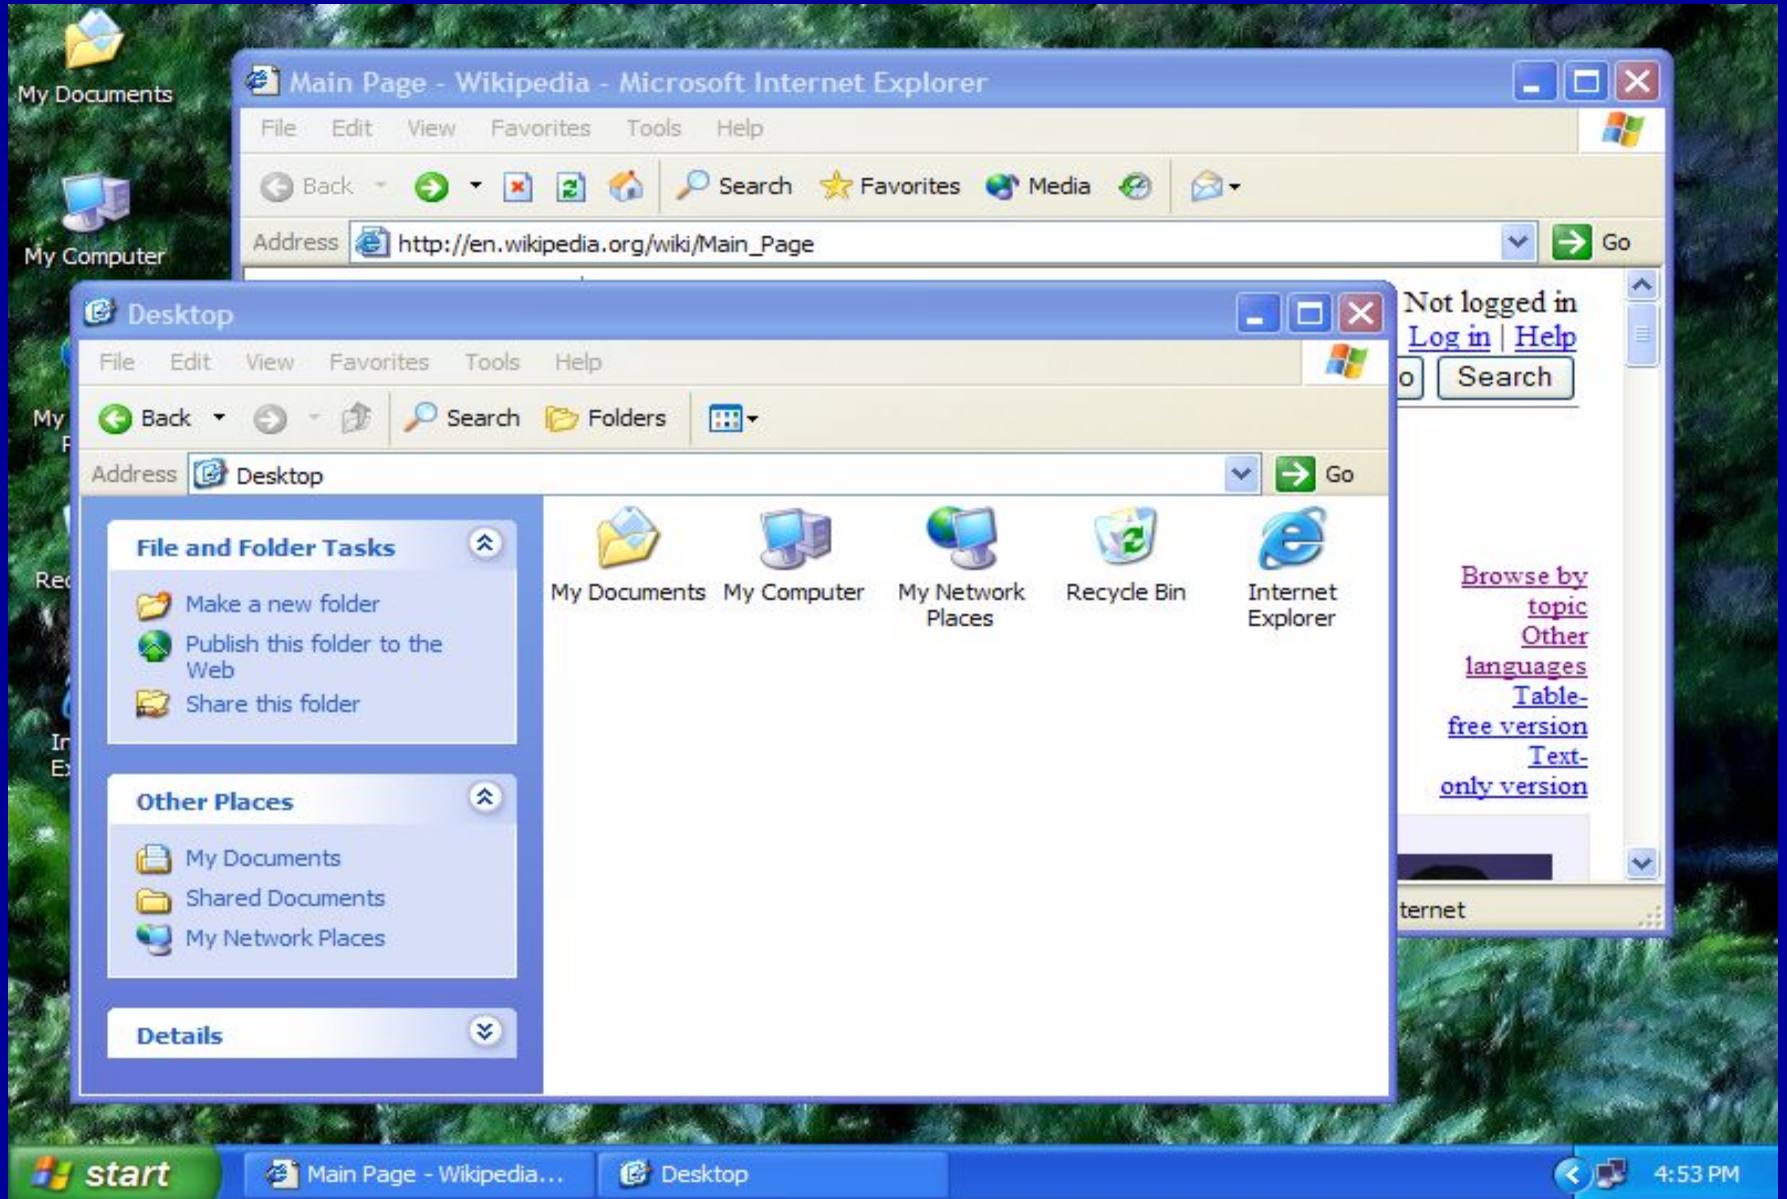 My Documents
My Computer
My
Main Page - Wikipedia - Microsoft Internet Explorer
File Edit View Favorites Tools Help
Back Search Favorites Media
Address http://en.wikipedia.org/wiki/Main_Page Go
Not logged in
Log in | Help
Search
Browse by
topic
Other
languages
Table-
free version
Text-
only version
Desktop
File Edit View Favorites Tools Help
Back Search Folders
Address Desktop Go
File and Folder Tasks
Make a new folder
Publish this folder to the
Web
Share this folder
Other Places
My Documents
Shared Documents
My Network Places
Details
My Documents My Computer My Network Recycle Bin Internet
Places Explorer
start Main Page - Wikipedia... Desktop 4:53 PM